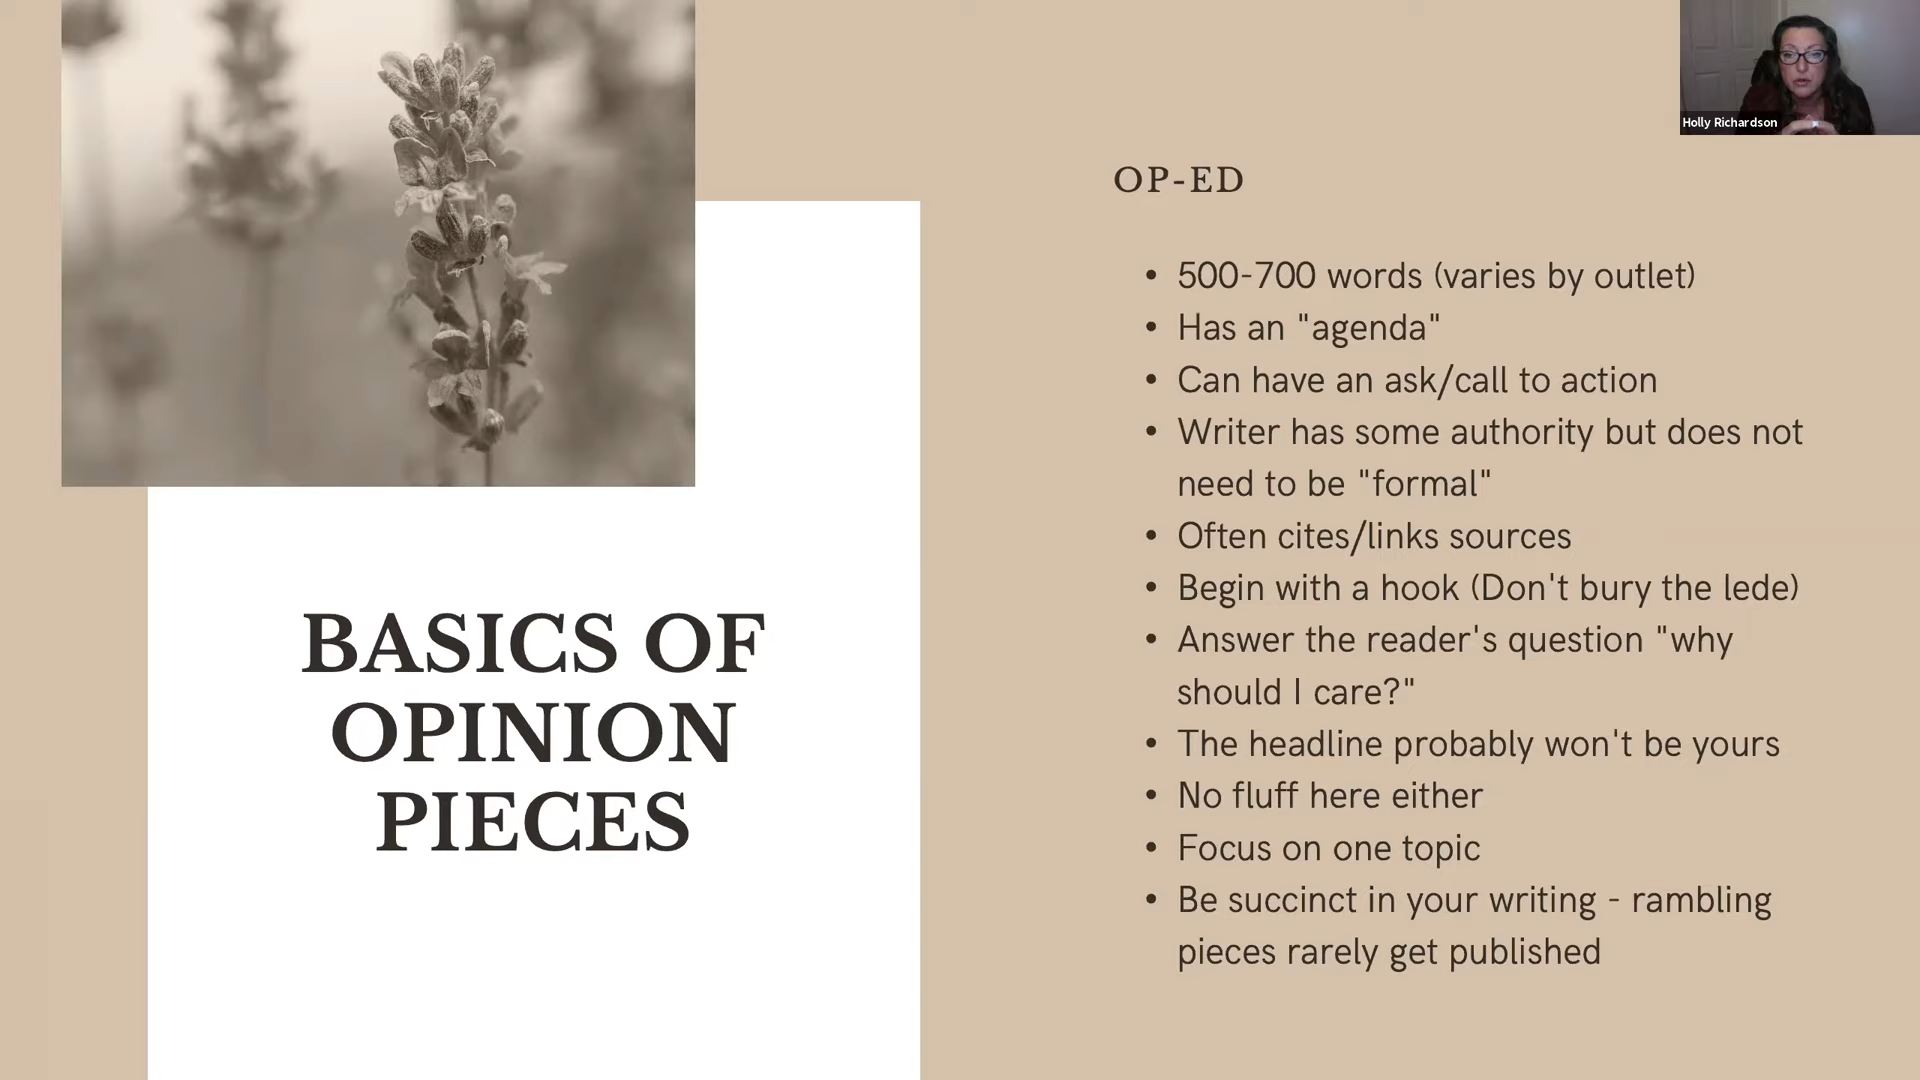 Holly Richardson
OP-ED
• 500-700 words (varies by outlet)
• Has an "agenda"
• Can have an ask/call to action
• Writer has some authority but does not
need to be "formal"
• Often cites/links sources
• Begin with a hook (Don't bury the lede)
• Answer the reader's question "why
should I care?"
• The headline probably won't be yours
• No fluff here either
• Focus on one topic
• Be succinct in your writing - rambling
pieces rarely get published
BASICS OF
OPINION
PIECES